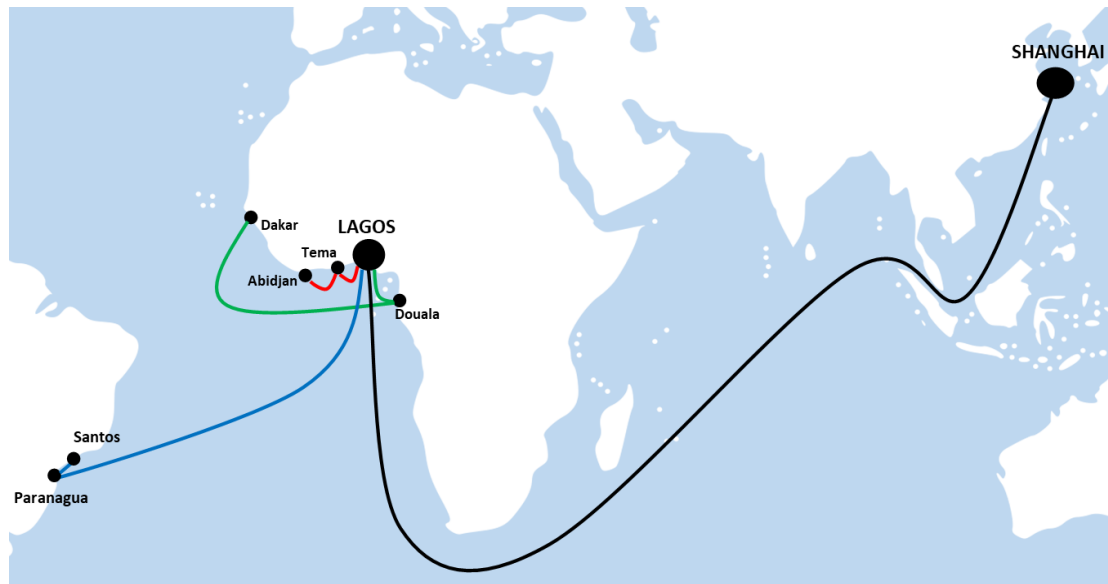 SHANGHAI
Dakar
LAGOS
Tema
Abidjan
Douala
Santos
Paranagua